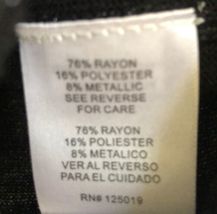 76% RAYON
16% POLYESTER
8% METALLIC
SEE REVERSE
FOR CARE
76% RAYON
16% POLIESTER
8% METALICO
VER AL REVERSO
PARA EL CUIDADO
RN# 125019